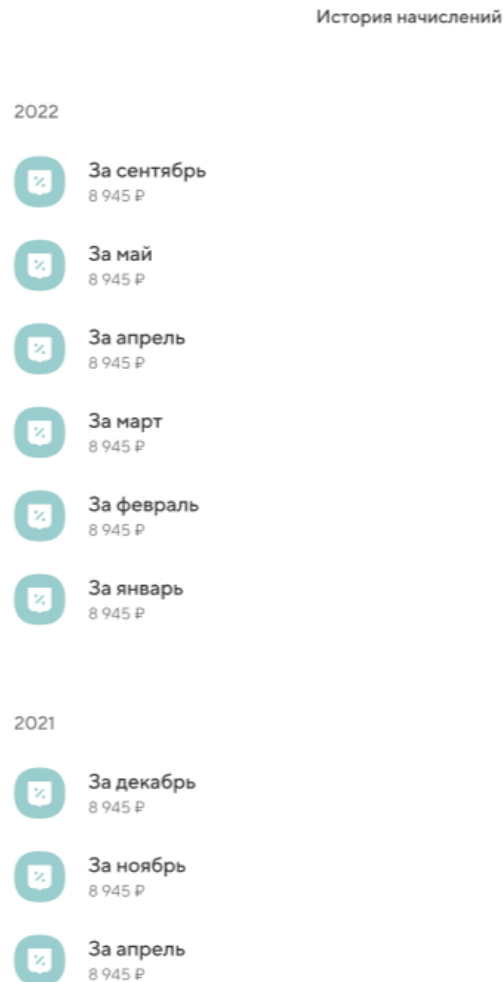 История начислений
2022
За сентябрь
8 945 ₽
За май
8 945 ₽
За апрель
8 945 ₽
За март
8 945 ₽
За февраль
8 945 ₽
За январь
8 945 ₽
2021
За декабрь
8 945 ₽
За ноябрь
8 945 ₽
За апрель
8 945 ₽